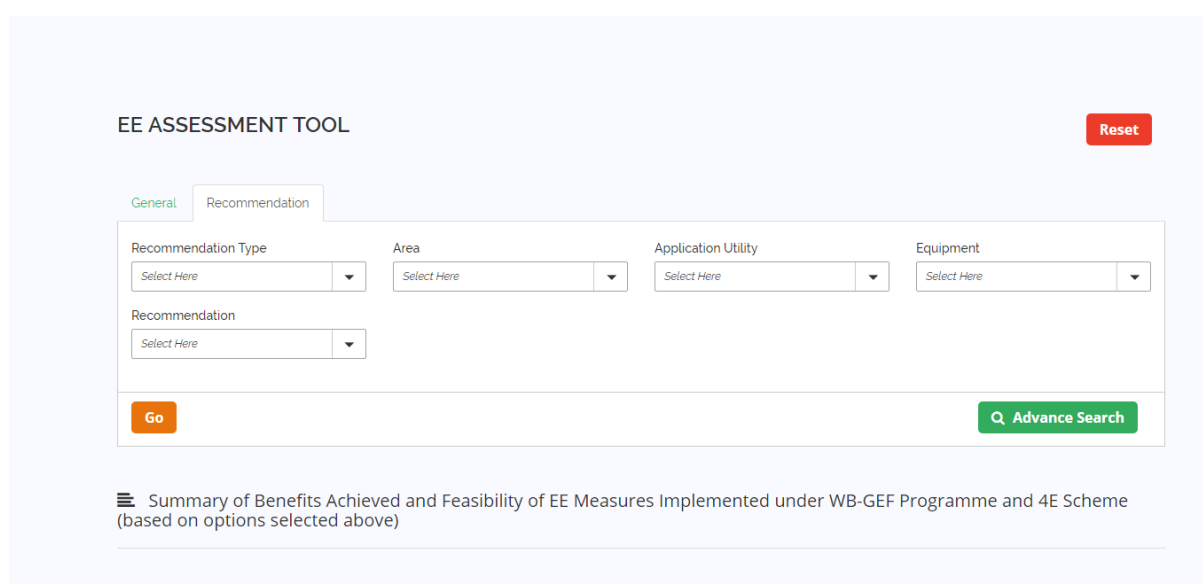 EE ASSESSMENT TOOL
Reset
General Recommendation
Recommendation Type Area Application Utility Equipment
Select Here Select Here Select Here Select Here
Recommendation
Select Here
Go Advance Search
Summary of Benefits Achieved and Feasibility of EE Measures Implemented under WB-GEF Programme and 4E Scheme
(based on options selected above)